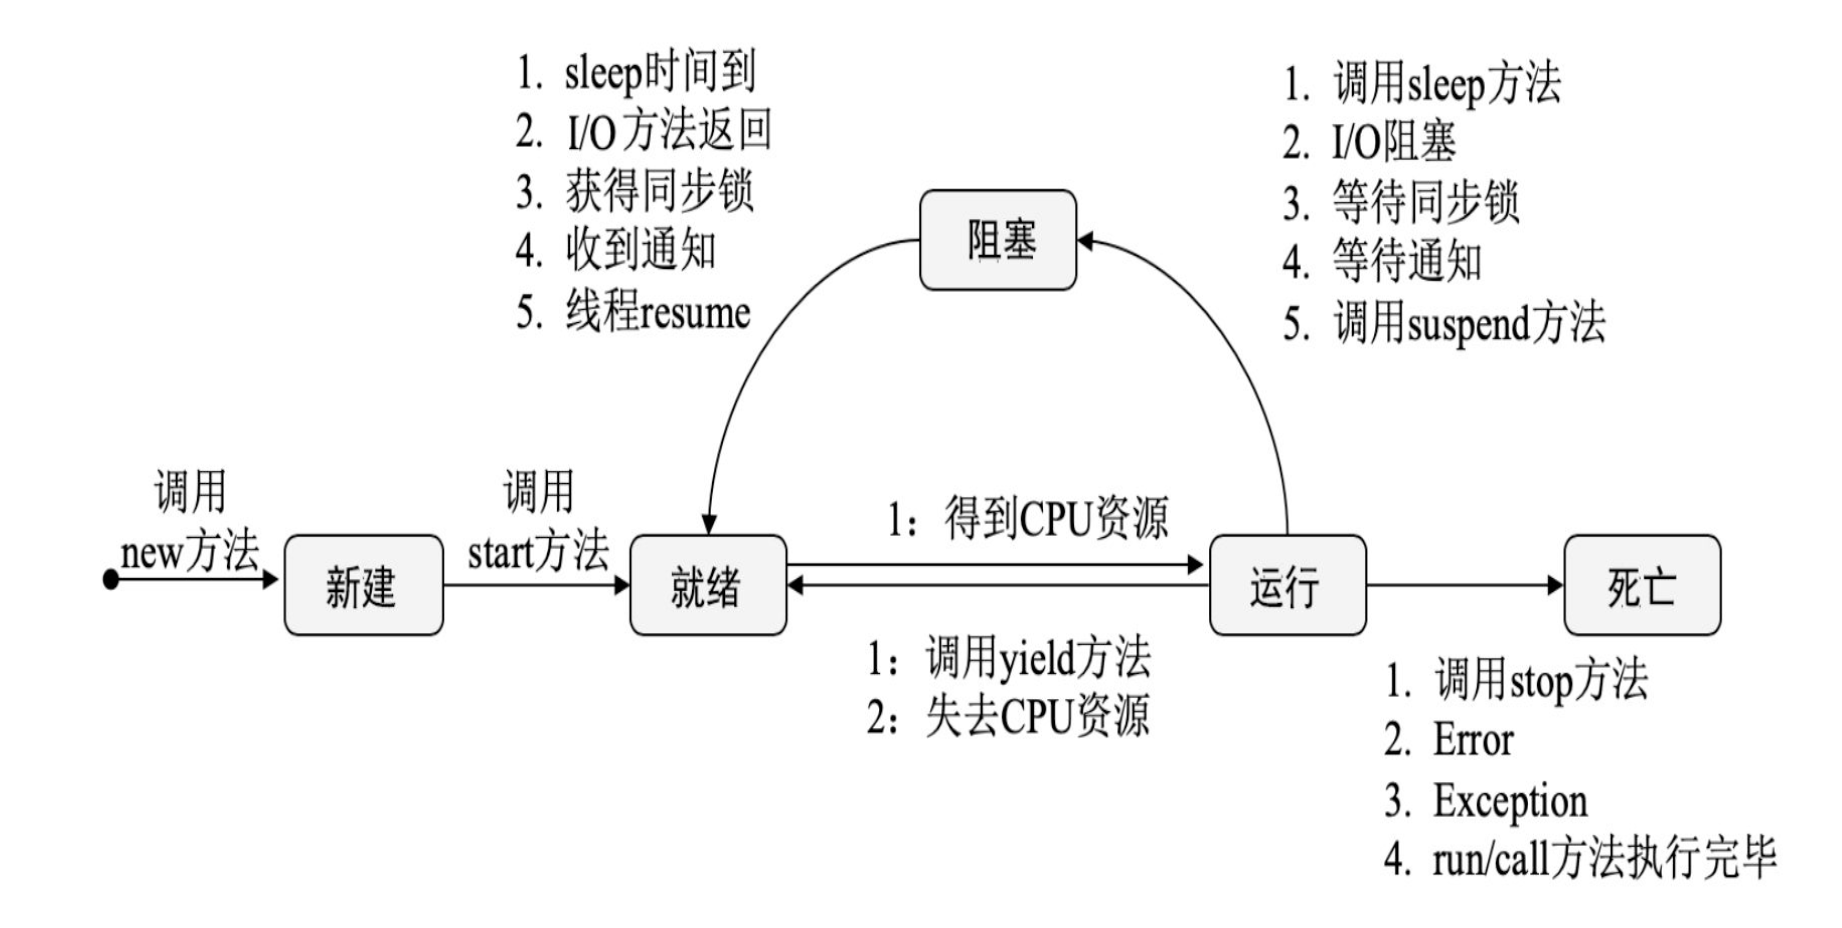 1. sleep时间到
2. I/O方法返回
3. 获得同步锁
4. 收到通知
5. 线程resume
1. 调用sleep方法
2. I/O阻塞
3. 等待同步锁
4. 等待通知
5. 调用suspend方法
阻塞
调用
new方法
新建
调用
start方法
就绪
1：得到CPU资源
1：调用yield方法
2：失去CPU资源
运行
死亡
1. 调用stop方法
2. Error
3. Exception
4. run/call方法执行完毕